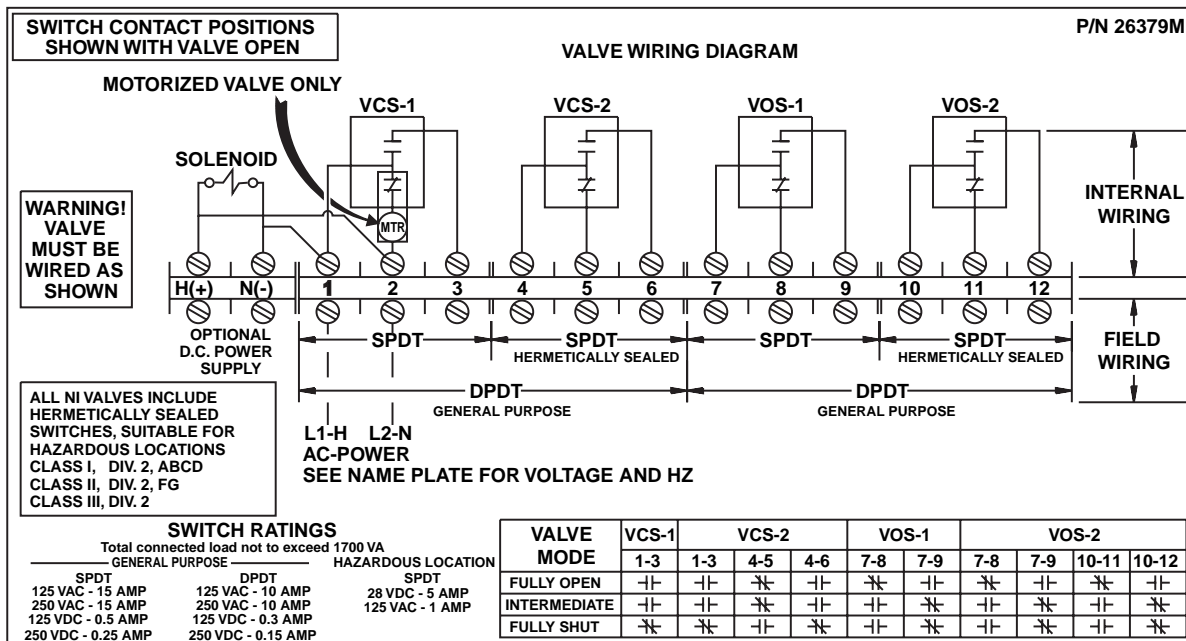 SWITCH CONTACT POSITIONS
SHOWN WITH VALVE OPEN
P/N 26379M
VALVE WIRING DIAGRAM
MOTORIZED VALVE ONLY
VCS-1 VCS-2 VOS-1 VOS-2
SOLENOID
MTR
WARNING!
VALVE
MUST BE
WIRED AS
SHOWN
INTERNAL
WIRING
H(+) N(-) 1 2 3 4 5 6 7 8 9 10 11 12
OPTIONAL
D.C. POWER
SUPPLY
SPDT SPDT SPDT SPDT
HERMETICALLY SEALED HERMETICALLY SEALED
FIELD
WIRING
DPDT DPDT
GENERAL PURPOSE GENERAL PURPOSE
ALL NI VALVES INCLUDE
HERMETICALLY SEALED
SWITCHES, SUITABLE FOR
HAZARDOUS LOCATIONS
CLASS I, DIV. 2, ABCD
CLASS II, DIV. 2, FG
CLASS III, DIV. 2
L1-H L2-N
AC-POWER
SEE NAME PLATE FOR VOLTAGE AND HZ
SWITCH RATINGS
Total connected load not to exceed 1700 VA
GENERAL PURPOSE HAZARDOUS LOCATION
SPDT DPDT SPDT
125 VAC - 15 AMP 125 VAC - 10 AMP 28 VDC - 5 AMP
250 VAC - 15 AMP 250 VAC - 10 AMP 125 VAC - 1 AMP
125 VDC - 0.5 AMP 125 VDC - 0.3 AMP
250 VDC - 0.25 AMP 250 VDC - 0.15 AMP
VALVE MODE VCS-1 VCS-2 VOS-1 VOS-2
1-3 1-3 4-5 4-6 7-8 7-9 7-8 7-9 10-11 10-12
FULLY OPEN
INTERMEDIATE
FULLY SHUT